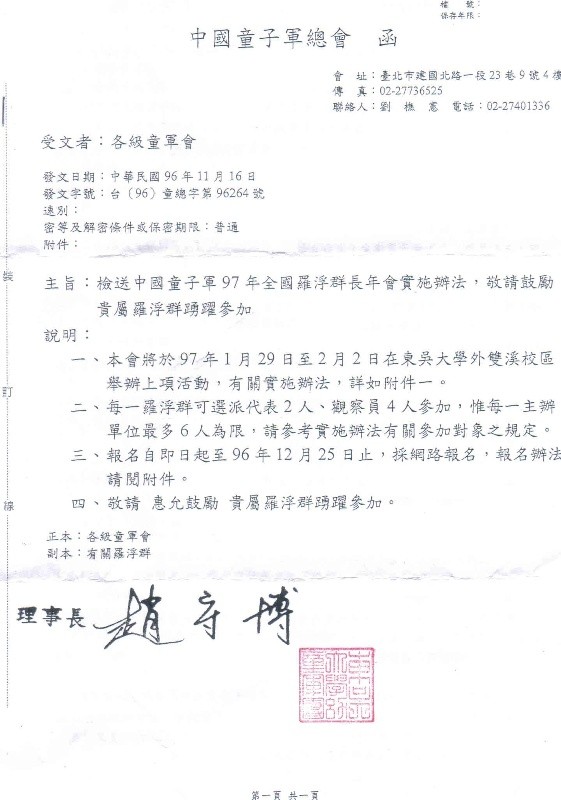 檔　號：
保存年限：
中國童子軍總會　函
會　址：臺北市建國北路一段23巷9號4樓
傳　真：02-27736525
聯絡人：劉　樵　憲　電話：02-27401336
受文者：各級童軍會
發文日期：中華民國96年11月16日
發文字號：台（96）童總字第96264號
速別：
密等及解密條件或保密期限：普通
附件：
主旨：檢送中國童子軍97年全國羅浮群長年會實施辦法，敬請鼓勵
貴屬羅浮群踴躍參加
說明：
一、本會將於97年1月29日至2月2日在東吳大學外雙溪校區
舉辦上項活動，有關實施辦法，詳如附件一。
二、每一羅浮群可選派代表2人、觀察員4人參加，惟每一主辦
單位最多6人為限，請參考實施辦法有關參加對象之規定。
三、報名自即日起至96年12月25日止，採網路報名，報名辦法
請閱附件。
四、敬請 惠允鼓勵 貴屬羅浮群踴躍參加。
裝
訂
線
正本：各級童軍會
副本：有關羅浮群
理事長 趙守博
第一頁 共一頁